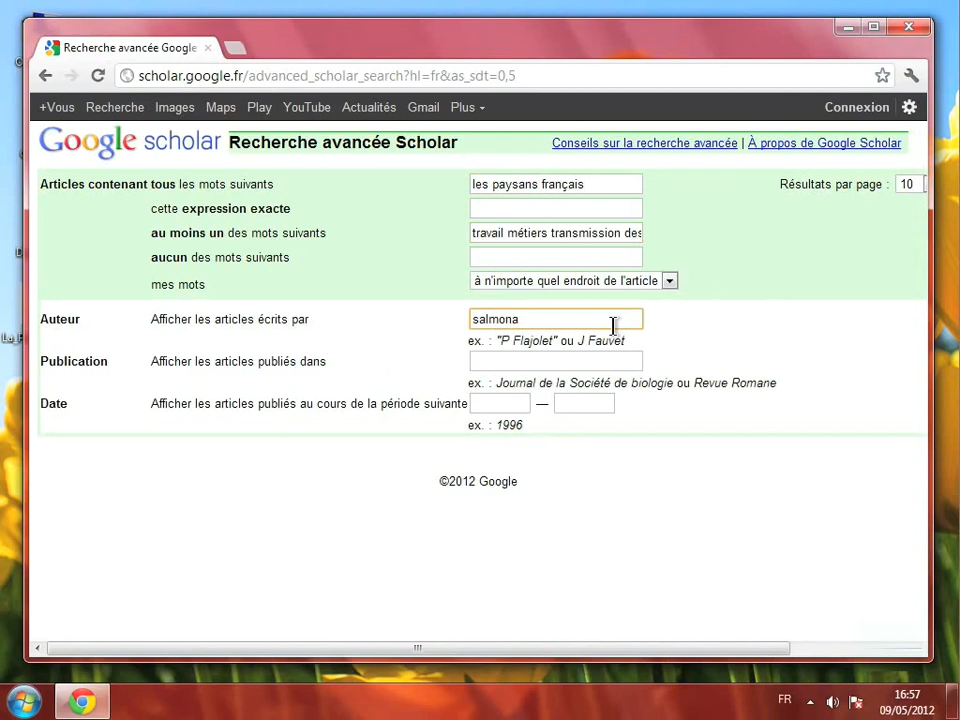 Recherche avancée Google
scholar.google.fr/advanced_scholar_search?hl=fr&as_sdt=0,5
+Vous Recherche Images Maps Play YouTube Actualités Gmail Plus Connexion
Google scholar Recherche avancée Scholar Conseils sur la recherche avancée | À propos de Google Scholar
Articles contenant tous les mots suivants les paysans français Résultats par page : 10
cette expression exacte
au moins un des mots suivants travail métiers transmission des
aucun des mots suivants
mes mots à n'importe quel endroit de l'article
Auteur Afficher les articles écrits par salmona
ex. : "P Flajolet" ou J Fauvet
Publication Afficher les articles publiés dans
ex. : Journal de la Société de biologie ou Revue Romane
Date Afficher les articles publiés au cours de la période suivante —
ex. : 1996
©2012 Google
FR 16:57
09/05/2012